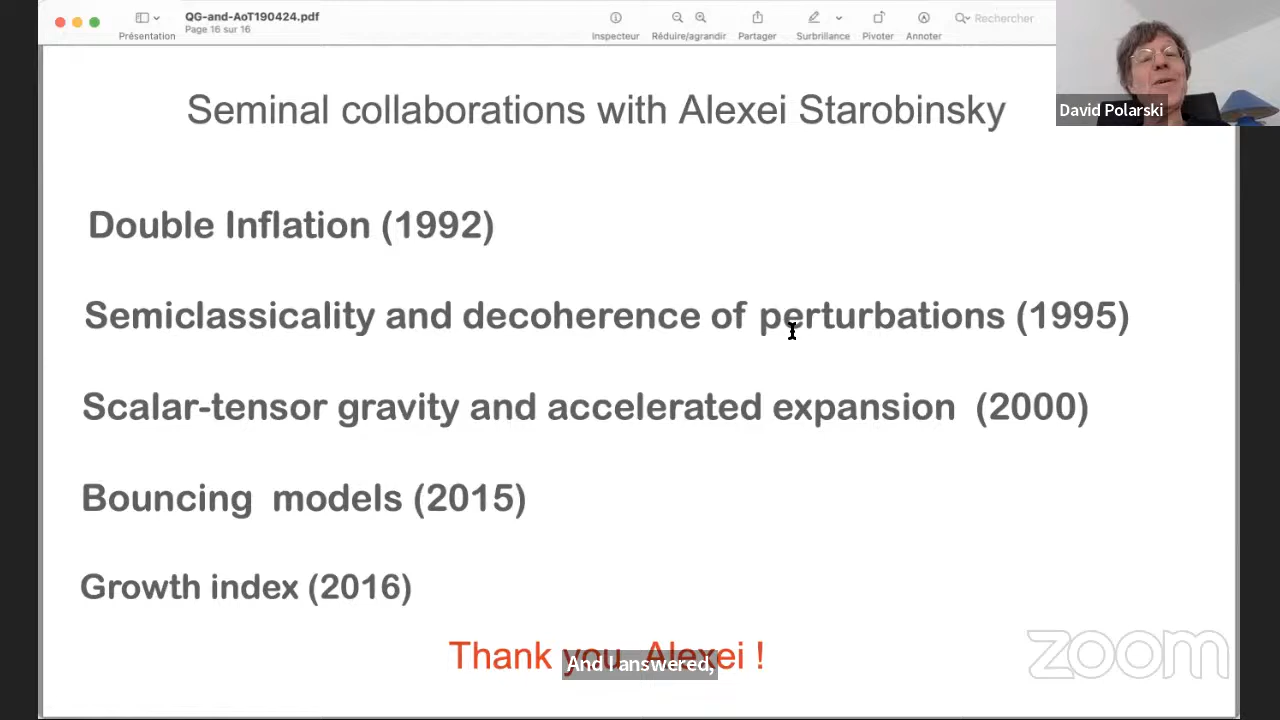 QG-and-AoT190424.pdf
Page 16 sur 16
Présentation
Inspecteur
Réduire/agrandir
Partager
Surbrillance
Pivoter
Annoter
Rechercher
David Polarski
Seminal collaborations with Alexei Starobinsky
Double Inflation (1992)
Semiclassicality and decoherence of perturbations (1995)
Scalar-tensor gravity and accelerated expansion (2000)
Bouncing models (2015)
Growth index (2016)
Thank you Alexei !
And I answered,
zoom